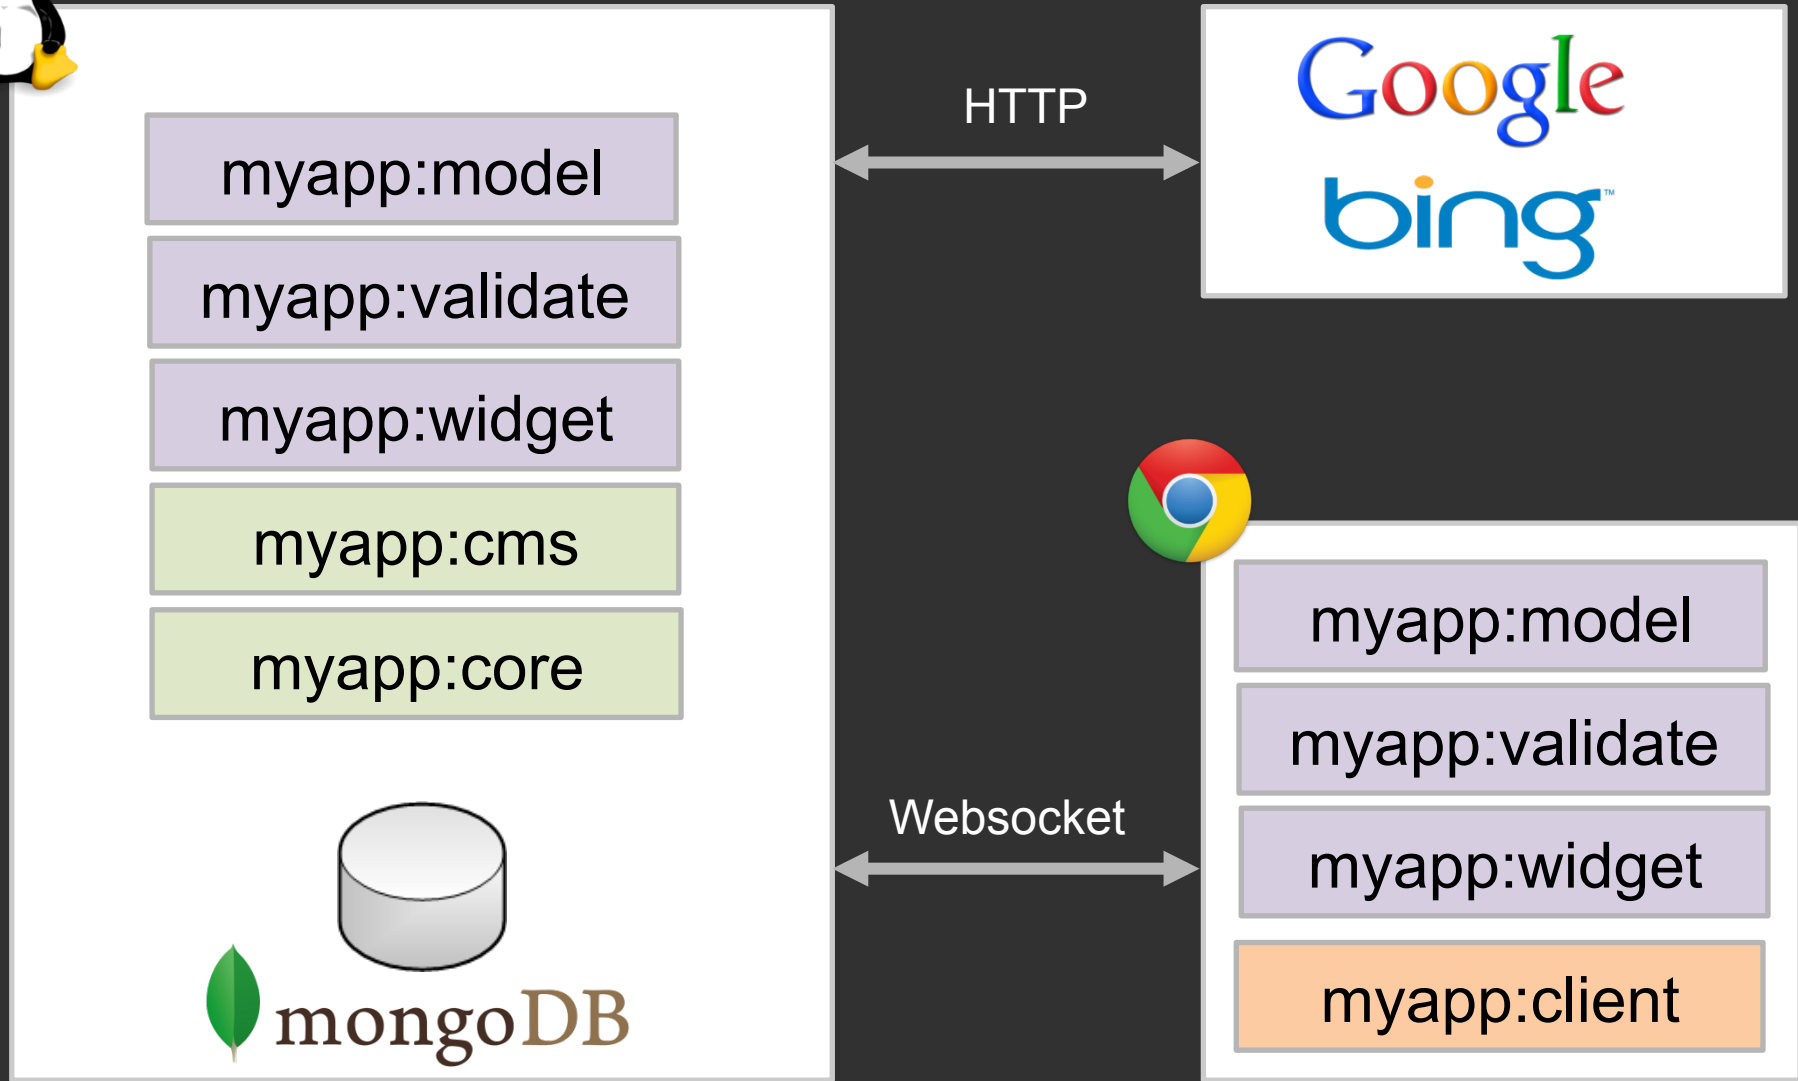 myapp:model
myapp:validate
myapp:widget
myapp:cms
myapp:core
mongoDB
HTTP
Websocket
Google
bing™
myapp:model
myapp:validate
myapp:widget
myapp:client